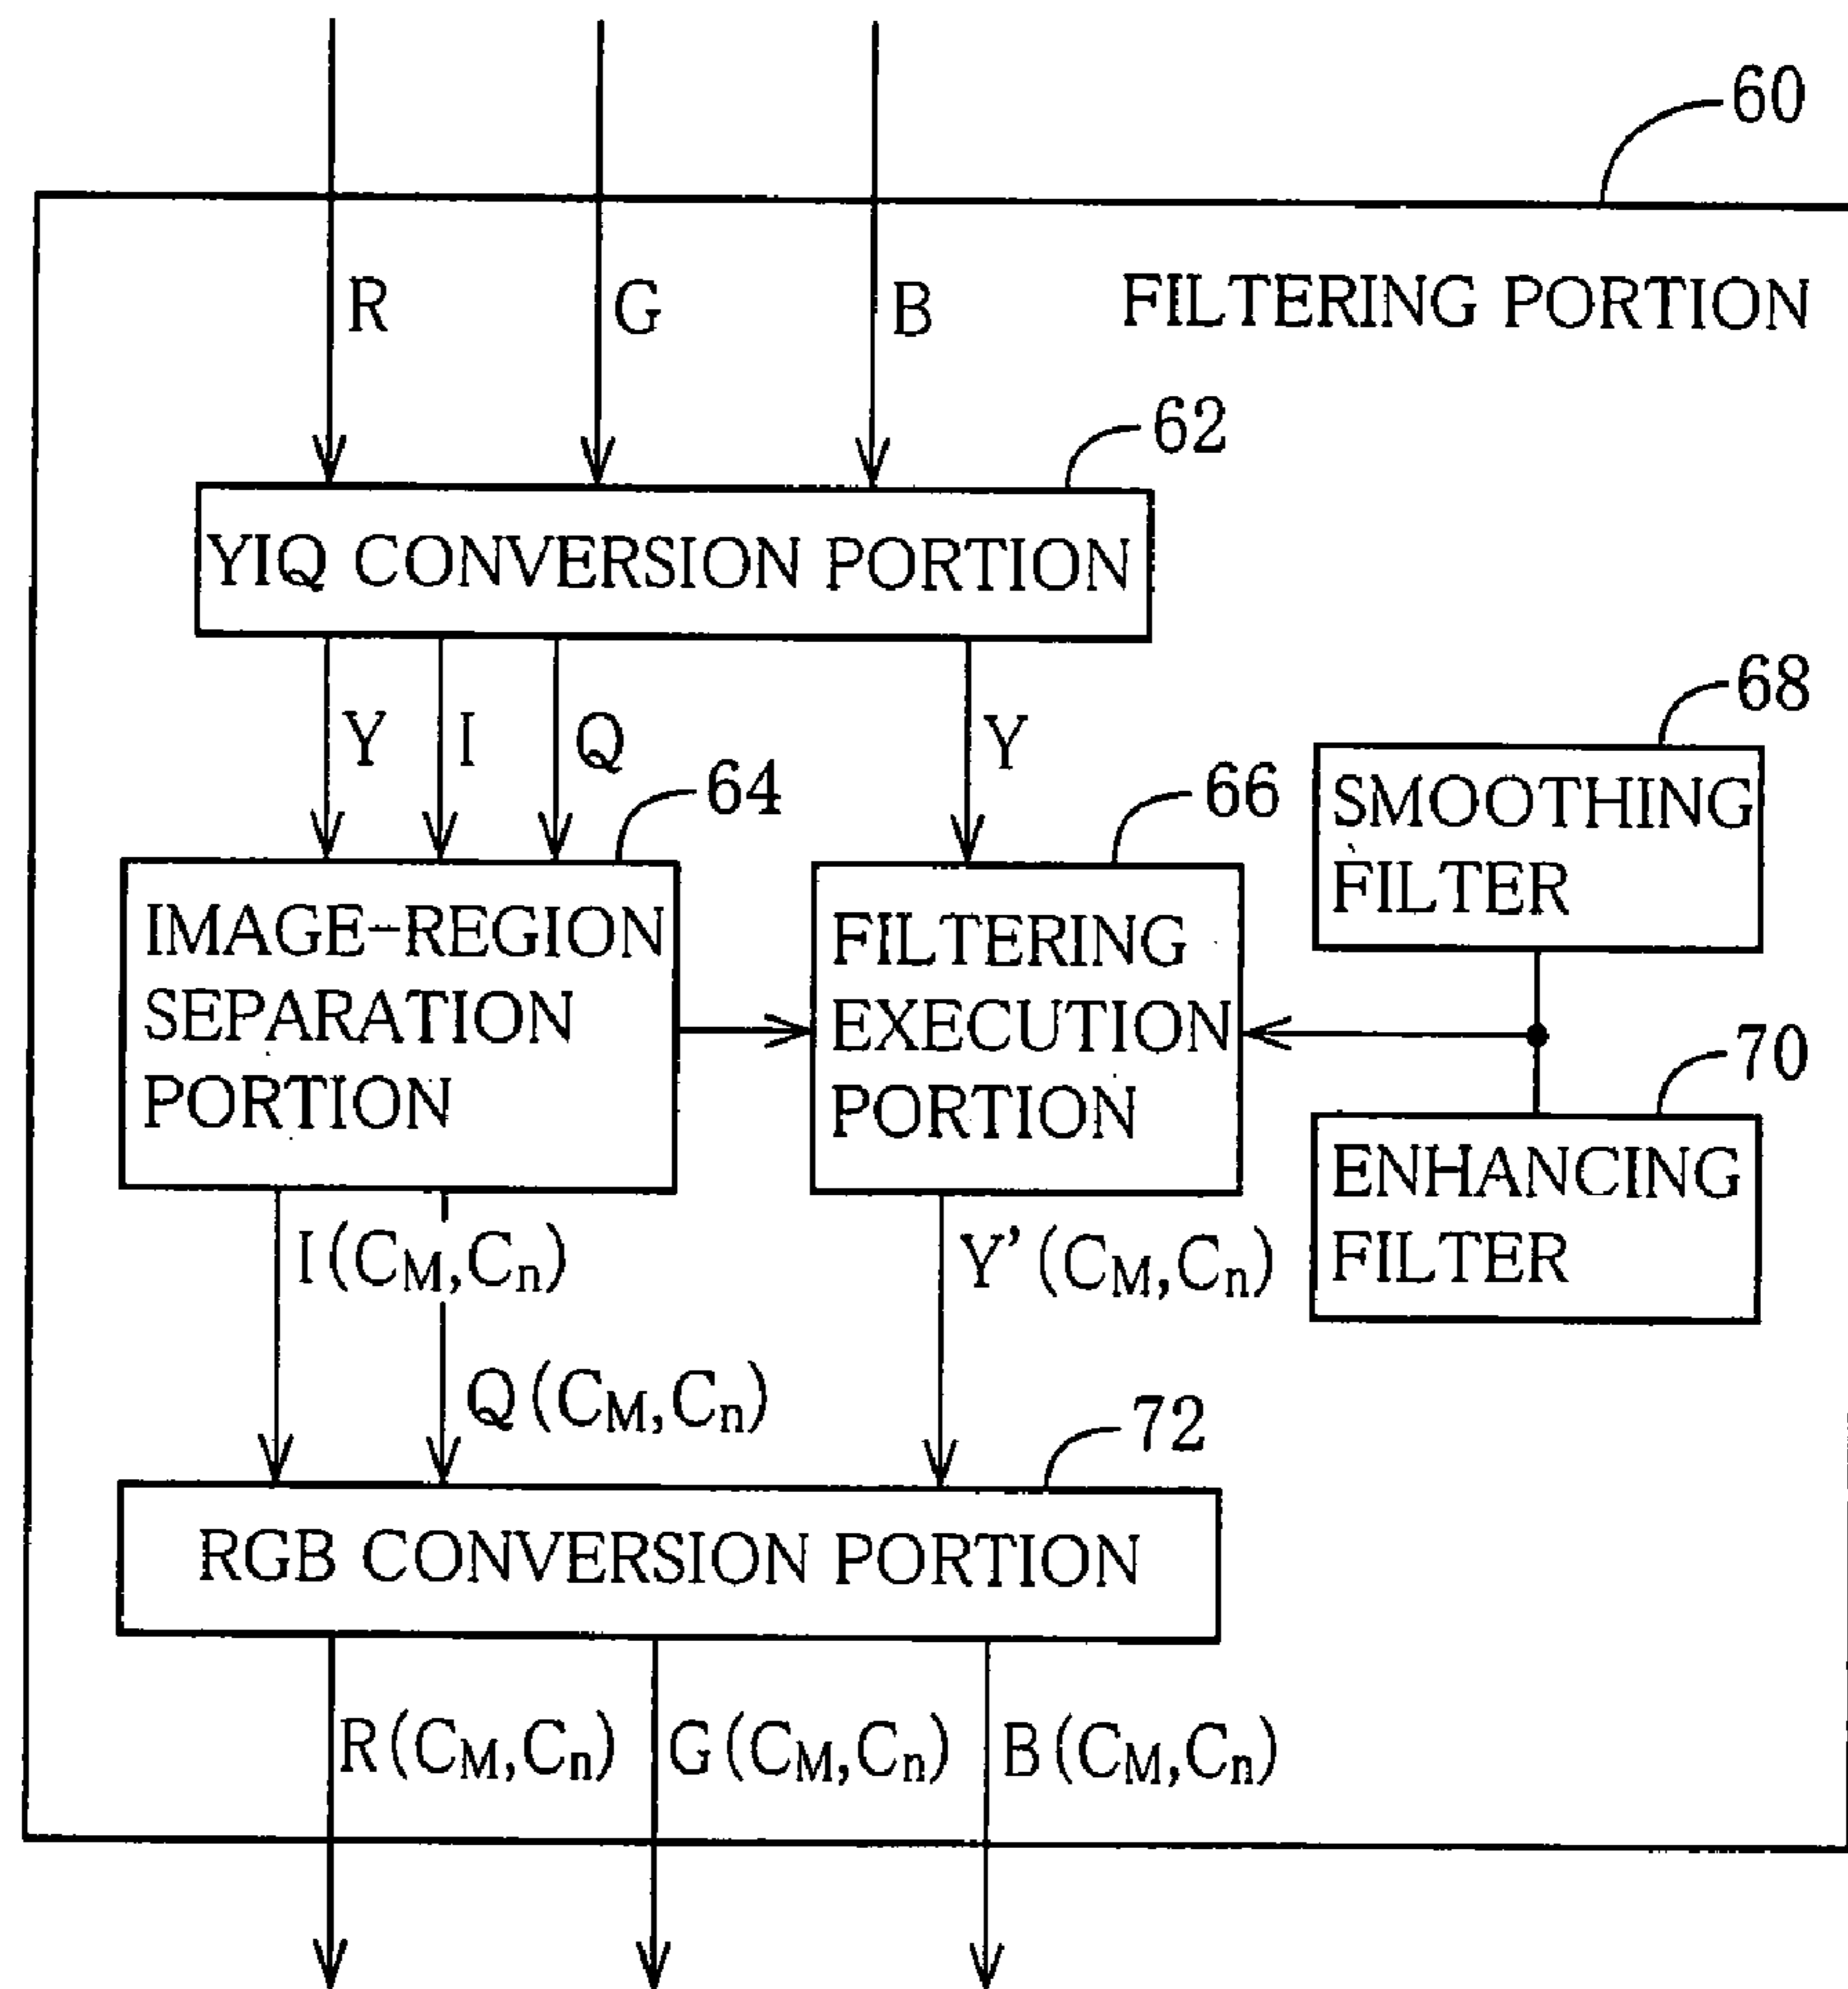 60
R
G
B
FILTERING PORTION
62
YIQ CONVERSION PORTION
Y
I
Q
Y
68
64
66
SMOOTHING
FILTER
IMAGE-REGION
SEPARATION
PORTION
FILTERING
EXECUTION
PORTION
70
ENHANCING
FILTER
I(CM,Cn)
Y'(CM,Cn)
Q(CM,Cn)
72
RGB CONVERSION PORTION
R(CM,Cn)
G(CM,Cn)
B(CM,Cn)